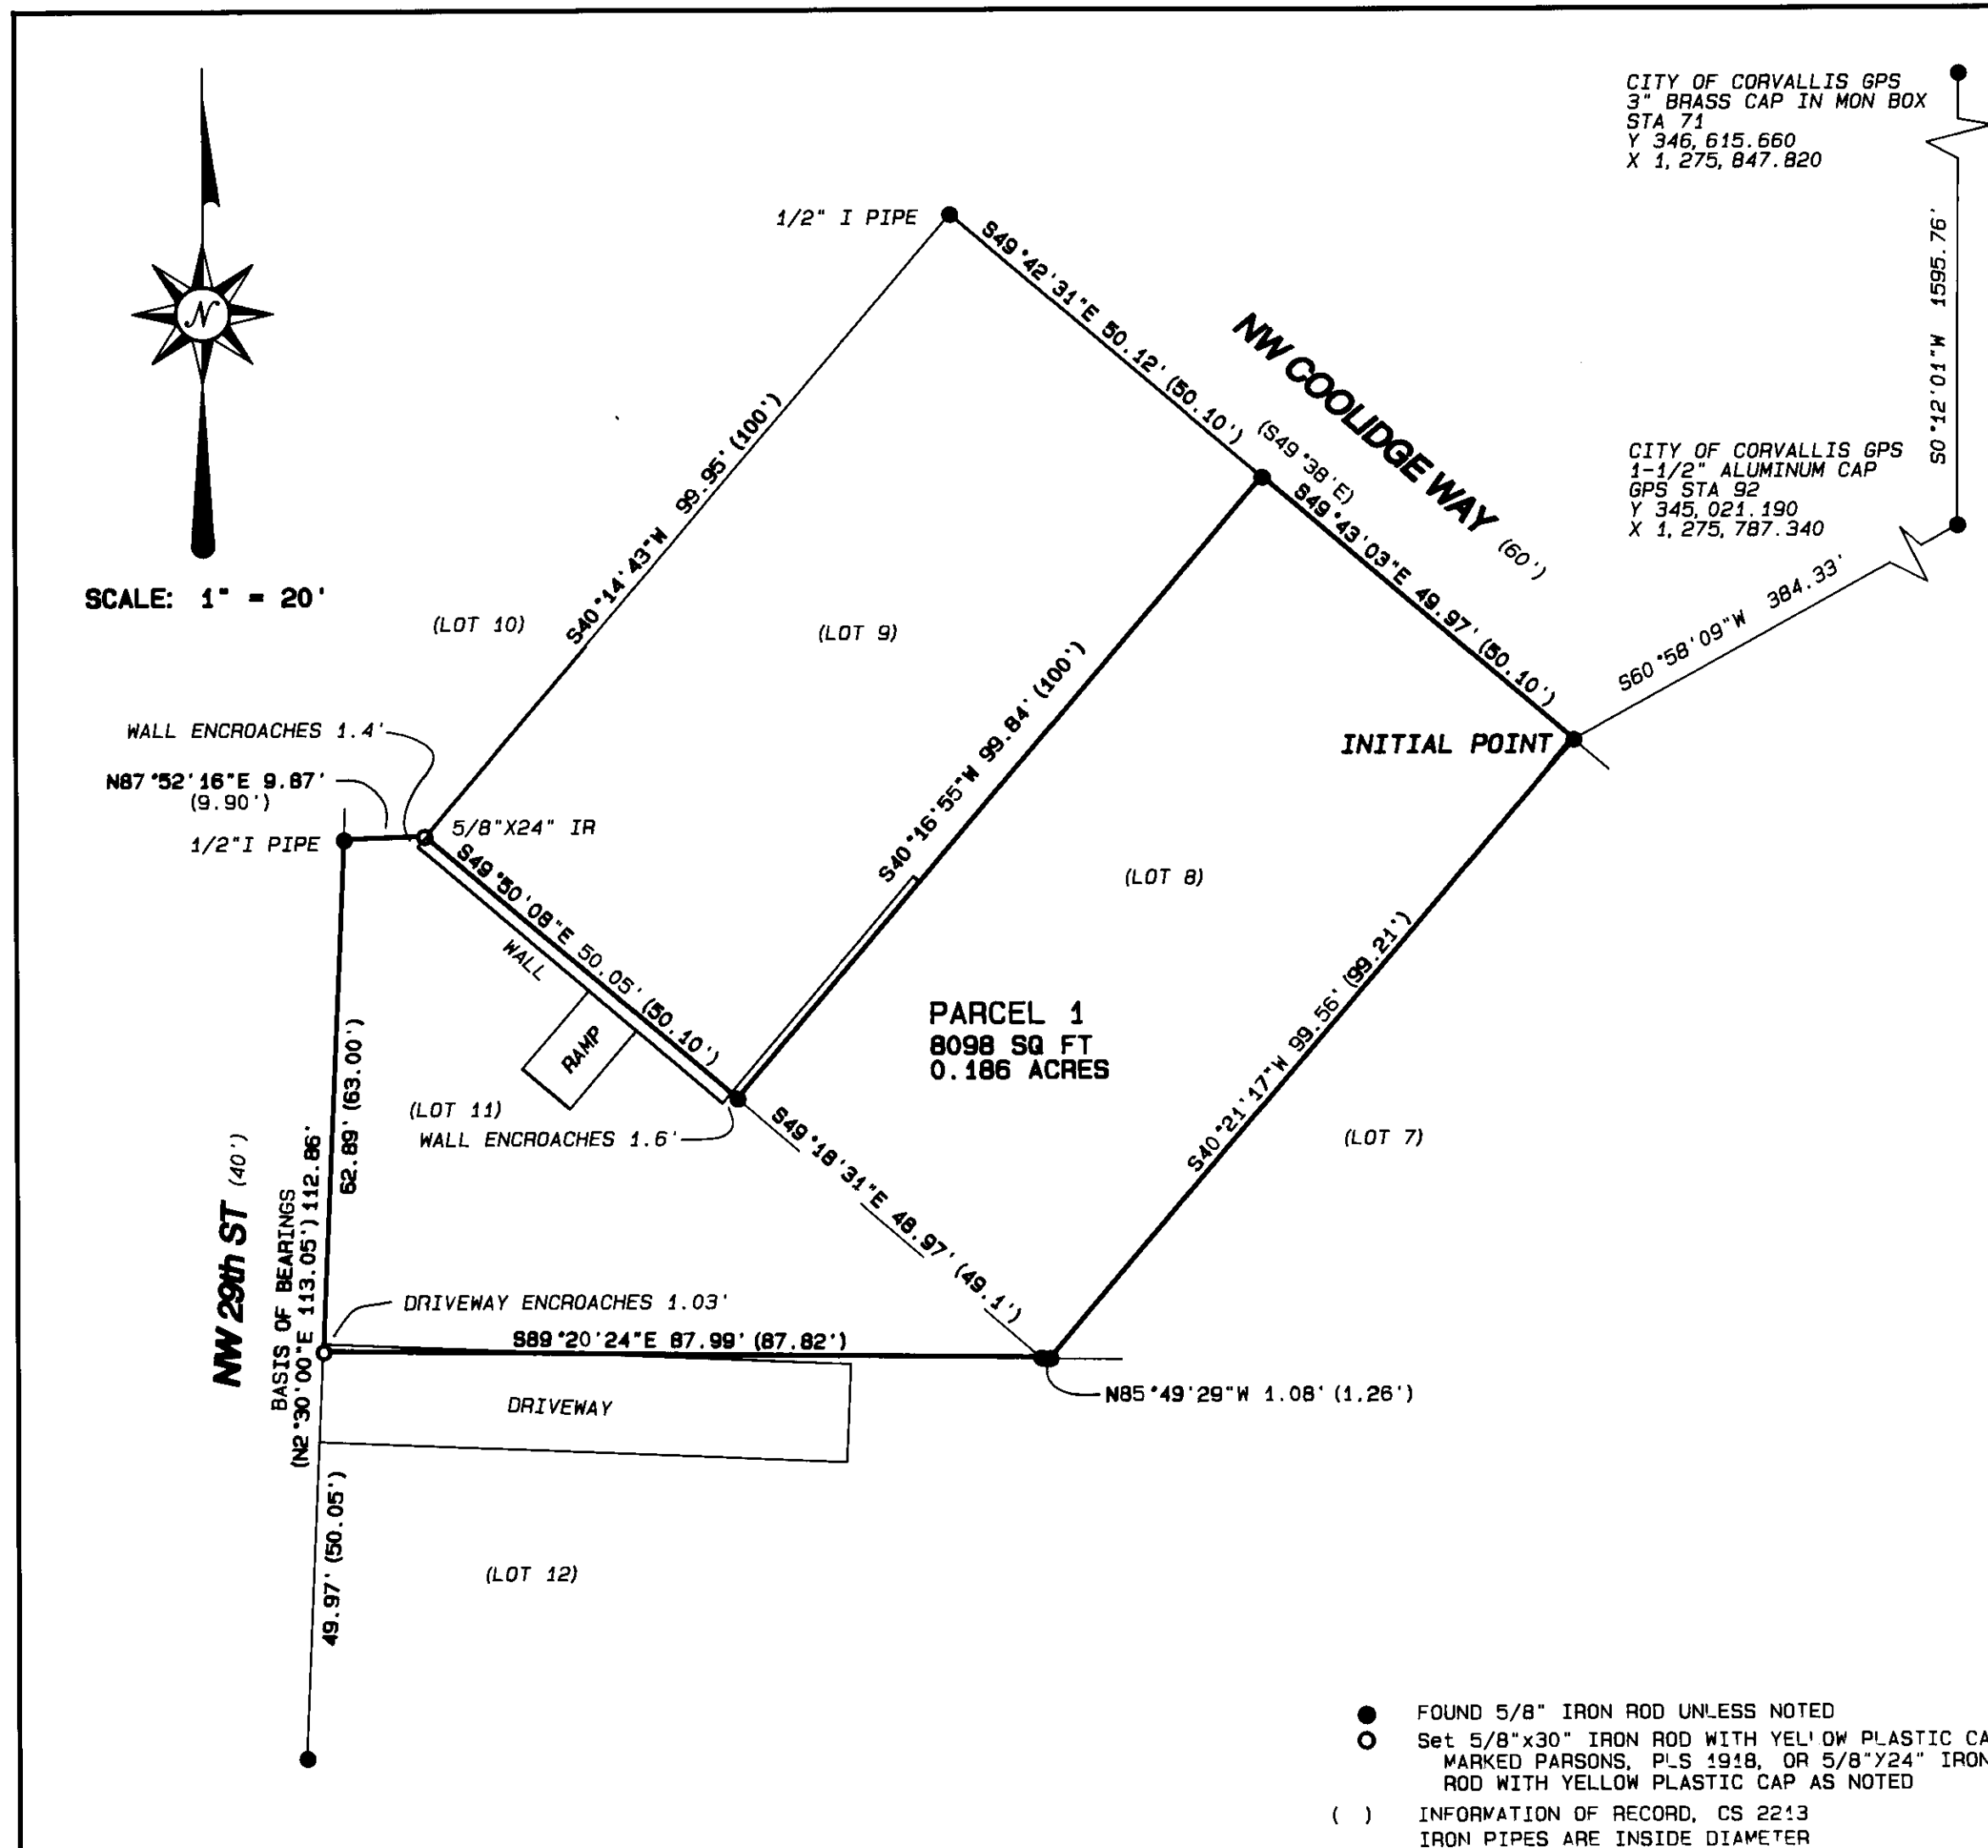 CITY OF CORVALLIS GPS
3" BRASS CAP IN MON BOX
STA 71
Y 346,615.660
X 1,275,847.820
S0°12'01"W 1595.76'
1/2" I PIPE
S49°42'31"E 50.12' (50.10')
NW COOLIDGE WAY (60')
(S49°38'E)
S49°43'03"E 49.97' (50.10')
CITY OF CORVALLIS GPS
1-1/2" ALUMINUM CAP
GPS STA 92
Y 345,021.190
X 1,275,787.340
S60°58'09"W 384.33'
N
SCALE: 1" = 20'
S40°14'43"W 99.95' (100')
(LOT 10)
(LOT 9)
INITIAL POINT
WALL ENCROACHES 1.4'
N87°52'16"E 9.87'
(9.90')
1/2"I PIPE
5/8"X24" IR
S40°16'55"W 99.84' (100')
(LOT 8)
S49°50'08"E 50.05' (50.10')
WALL
RAMP
PARCEL 1
8098 SQ FT
0.186 ACRES
S40°21'17"W 99.56' (99.21')
(LOT 7)
62.89' (63.00')
(LOT 11)
WALL ENCROACHES 1.6'
S49°18'31"E 48.97' (49.1')
NW 29th ST (40')
BASIS OF BEARINGS
(N2°30'00"E 113.05') 112.86'
DRIVEWAY ENCROACHES 1.03'
S89°20'24"E 87.99' (87.82')
N85°49'29"W 1.08' (1.26')
DRIVEWAY
49.97' (50.05')
(LOT 12)
FOUND 5/8" IRON ROD UNLESS NOTED
Set 5/8"x30" IRON ROD WITH YELLOW PLASTIC CA
MARKED PARSONS, PLS 1918, OR 5/8"X24" IRON
ROD WITH YELLOW PLASTIC CAP AS NOTED
( ) INFORMATION OF RECORD, CS 2213
IRON PIPES ARE INSIDE DIAMETER